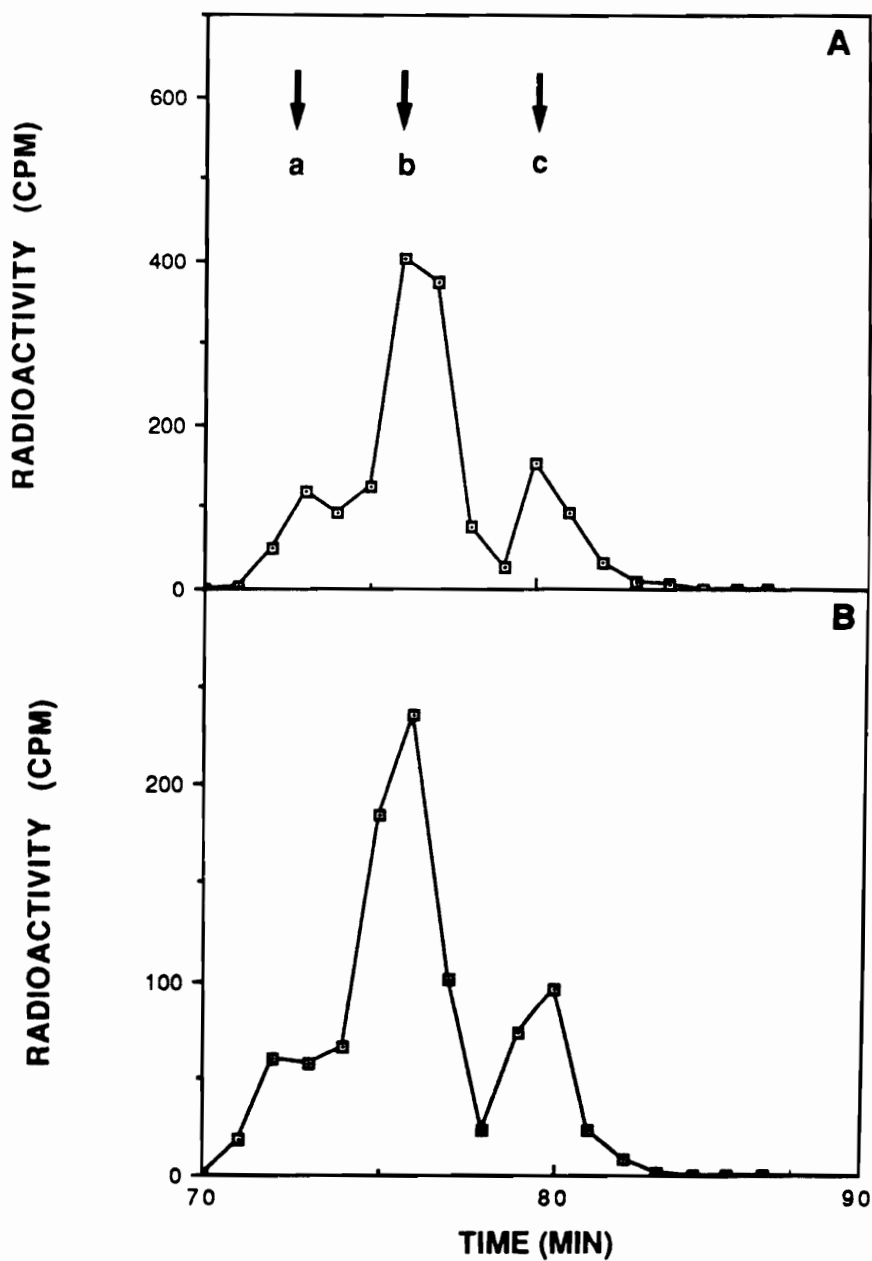 A
600
a b c
RADIOACTIVITY (CPM)
400
200
0
B
RADIOACTIVITY (CPM)
200
100
0
70 80 90
TIME (MIN)